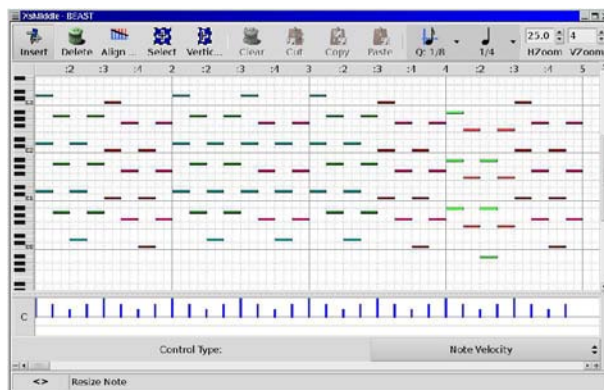 XsMiddle - BEAST
Insert Delete Align ... Select Vertic... Clear Cut Copy Paste Q: 1/8 1/4 25.0 4
HZoom VZoom
:2 :3 :4 2 :2 :3 :4 3 :2 :3 :4 4 :2 :3 :4 5
C
Control Type: Note Velocity
<> Resize Note